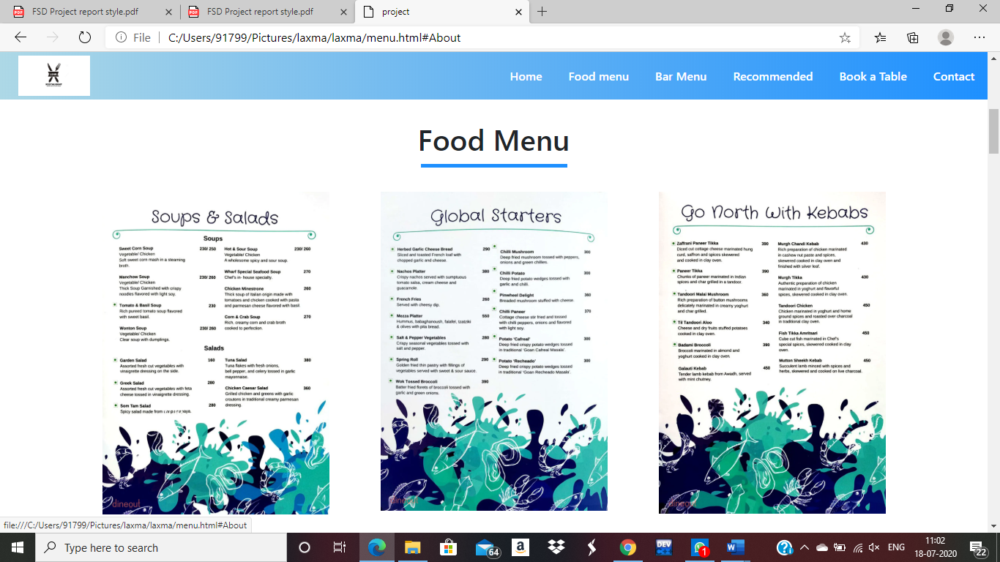 FSD Project report style.pdf
FSD Project report style.pdf
project
File
C:/Users/91799/Pictures/laxma/laxma/menu.html#About
RESTAURANT
Home
Food menu
Bar Menu
Recommended
Book a Table
Contact
Food Menu
Soups & Salads
Soups
Sweet Corn Soup 230/ 250
Vegetable/ Chicken
Soft sweet corn mash in a steaming
broth.
Manchow Soup 230/ 260
Vegetable/ Chicken
Thick Soup Garnished with crispy
noodles flavored with light soy.
Tomato & Basil Soup 230
Rich pureed tomato soup flavored
with sweet basil.
Wonton Soup 230/ 260
Vegetable/ Chicken
Clear soup with dumplings.
Hot & Sour Soup 230/ 260
Vegetable/ Chicken
A wholesome spicy and sour soup.
Wharf Special Seafood Soup 270
Chef's in- house specialty.
Chicken Minestrone 260
Thick soup of italian origin made with
tomatoes and chicken cooked with pasta
and parmesan cheese flavored with basil.
Corn & Crab Soup 270
Rich, creamy corn and crab broth
cooked to perfection.
Salads
Garden Salad 160
Assorted fresh cut vegetables with
vinaigrette dressing on the side.
Greek Salad 280
Assorted fresh cut vegetables with feta
cheese tossed in vinaigrette dressing.
Som Tam Salad 280
Spicy salad made from
Tuna Salad 380
Tuna flakes with fresh onions,
bell pepper, and celery tossed in garlic
mayonnaise.
Chicken Caesar Salad 360
Grilled chicken and greens with garlic
croutons in traditional creamy parmesan
dressing.
dineout
Global Starters
Herbed Garlic Cheese Bread 290
Sliced and toasted French loaf with
chopped garlic and cheese.
Nachos Platter 380
Crispy nachos served with sumptuous
tomato salsa, cream cheese and
guacamole.
French Fries 260
Served with cheesy dip.
Mezza Platter 550
Hummus, babaghanoush, falafel, tzatziki
& olives with pita bread.
Salt & Pepper Vegetables 290
Crispy seasonal vegetables tossed with
salt and pepper.
Spring Roll 290
Golden fried thin pastry with fillings of
vegetables served with sweet & sour sauce.
Wok Tossed Broccoli 390
Batter fried florets of broccoli tossed with
garlic and green onions.
Chilli Mushroom 300
Deep fried mushroom tossed with peppers,
onions and green chillies.
Chilli Potato 300
Deep fried potato wedges tossed with
garlic and chilli.
Pinwheel Delight 360
Breaded mushroom stuffed with cheese.
Chilli Paneer 370
Cottage cheese stir fried and tossed
with chilli peppers, onions and flavored
with light soy.
Potato 'Cafreal' 300
Deep fried crispy potato wedges tossed
in traditional 'Goan Cafreal Masala'.
Potato 'Recheado' 300
Deep fried crispy potato wedges tossed
in traditional 'Goan Recheado Masala'.
dineout
Go North With Kebabs
Zaffrani Paneer Tikka 390
Diced cut cottage cheese marinated hung
curd, saffron and spices skewered
and cooked in clay oven.
Paneer Tikka 390
Chunks of paneer marinated in Indian
spices and char grilled in a tandoor.
Tandoori Malai Mushroom 360
Rich preparation of button mushrooms
delicately marinated in creamy yoghurt
and char grilled.
Til Tandoori Aloo 340
Cheese and dry fruits stuffed potatoes
cooked in clay oven.
Badami Broccoli 390
Broccoli marinated in almond and
yoghurt cooked in clay oven.
Galauti Kebab 450
Tender lamb kebab from Awadh, served
with mint chutney.
Murgh Chandi Kebab 430
Rich preparation of chicken marinated
in cashew nut paste and spices,
skewered cooked in clay oven and
finished with silver leaf.
Murgh Tikka 430
Authentic preparation of chicken
marinated in yoghurt and flavorful
spices, skewered cooked in clay oven.
Tandoori Chicken 450
Chicken marinated in yoghurt and home
ground spices and roasted over charcoal
in traditional clay oven.
Fish Tikka Amritsari 450
Cube cut fish marinated in Chef's
special spices, skewered cooked in clay
oven.
Mutton Sheekh Kebab 450
Succulent lamb minced with spices and
herbs, skewered and cooked on live charcoal.
dineout
file:///C:/Users/91799/Pictures/laxma/laxma/menu.html#About
Type here to search
64
a
DEV
1
W
ENG
11:02
18-07-2020
22